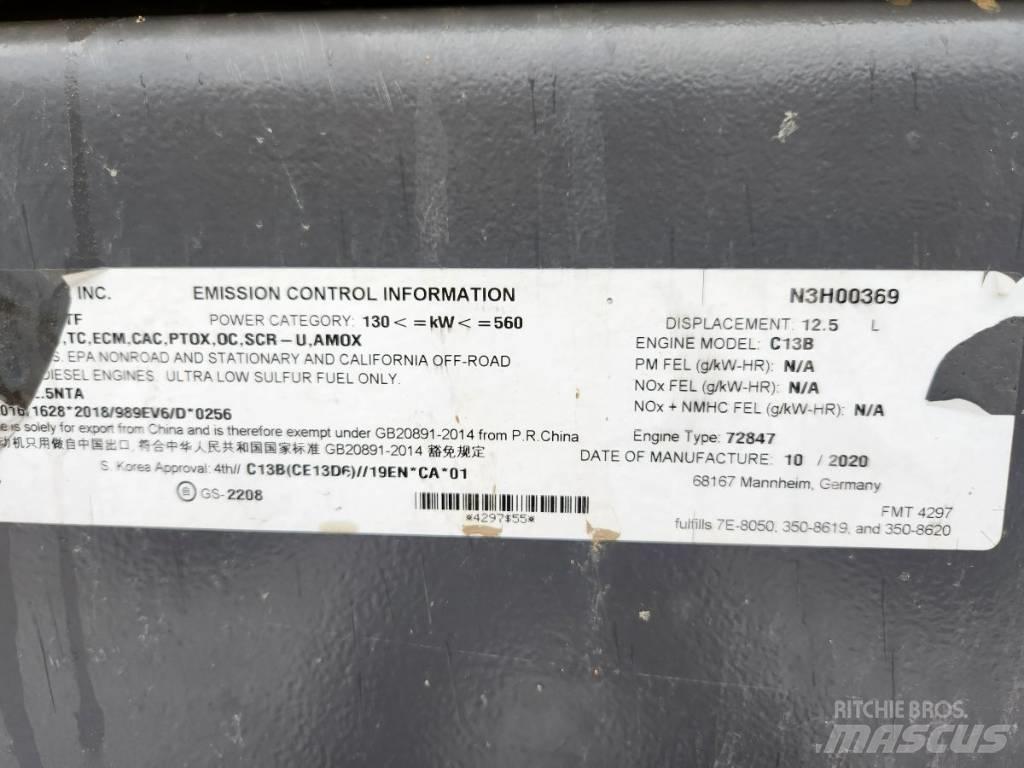 INC. EMISSION CONTROL INFORMATION N3H00369
TF POWER CATEGORY: 130 < = kW < = 560 DISPLACEMENT: 12.5 L
,TC,ECM,CAC,PTOX,OC,SCR-U,AMOX ENGINE MODEL: C13B
S. EPA NONROAD AND STATIONARY AND CALIFORNIA OFF-ROAD PM FEL (g/kW-HR): N/A
DIESEL ENGINES. ULTRA LOW SULFUR FUEL ONLY. NOx FEL (g/kW-HR): N/A
.5NTA NOx + NMHC FEL (g/kW-HR): N/A
016/1628*2018/989EV6/D*0256
e is solely for export from China and is therefore exempt under GB20891-2014 from P.R.China Engine Type: 72847
动机只用做自中国出口, 符合中华人民共和国国家标准 GB20891-2014 豁免规定 DATE OF MANUFACTURE: 10 / 2020
S. Korea Approval: 4th// C13B(CE13D6)//19EN*CA*01 68167 Mannheim, Germany
GS-2208
*4297$55* FMT 4297
fulfills 7E-8050, 350-8619, and 350-8620
RITCHIE BROS.
MASCUS